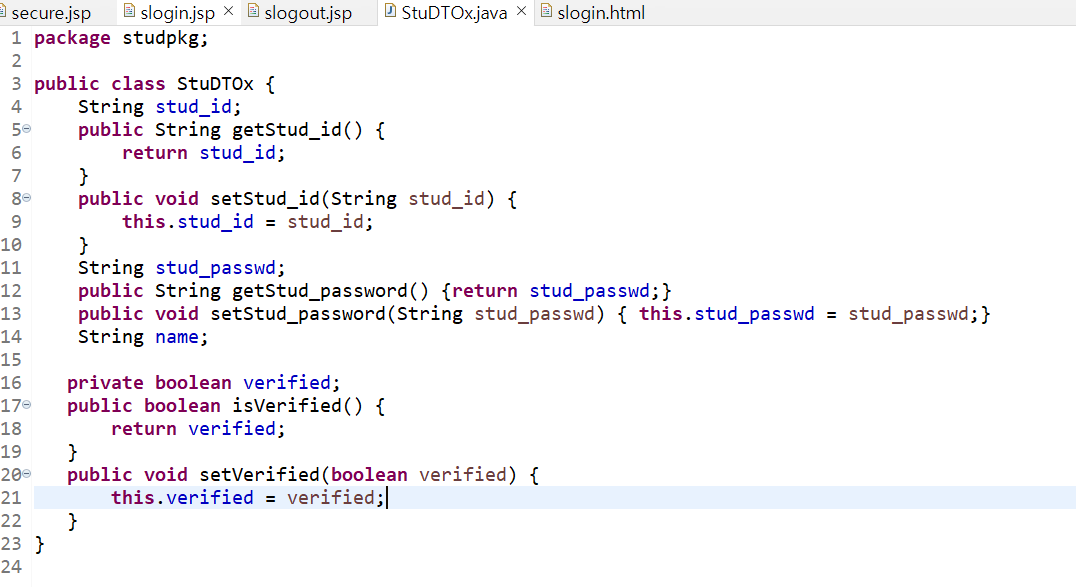 secure.jsp slogin.jsp slogout.jsp StuDTOx.java slogin.html
1 package studpkg;
2
3 public class StuDTOx {
4     String stud_id;
5     public String getStud_id() {
6         return stud_id;
7     }
8     public void setStud_id(String stud_id) {
9         this.stud_id = stud_id;
10     }
11     String stud_passwd;
12     public String getStud_password() {return stud_passwd;}
13     public void setStud_password(String stud_passwd) { this.stud_passwd = stud_passwd;}
14     String name;
15
16    private boolean verified;
17    public boolean isVerified() {
18        return verified;
19    }
20    public void setVerified(boolean verified) {
21        this.verified = verified;
22    }
23 }
24